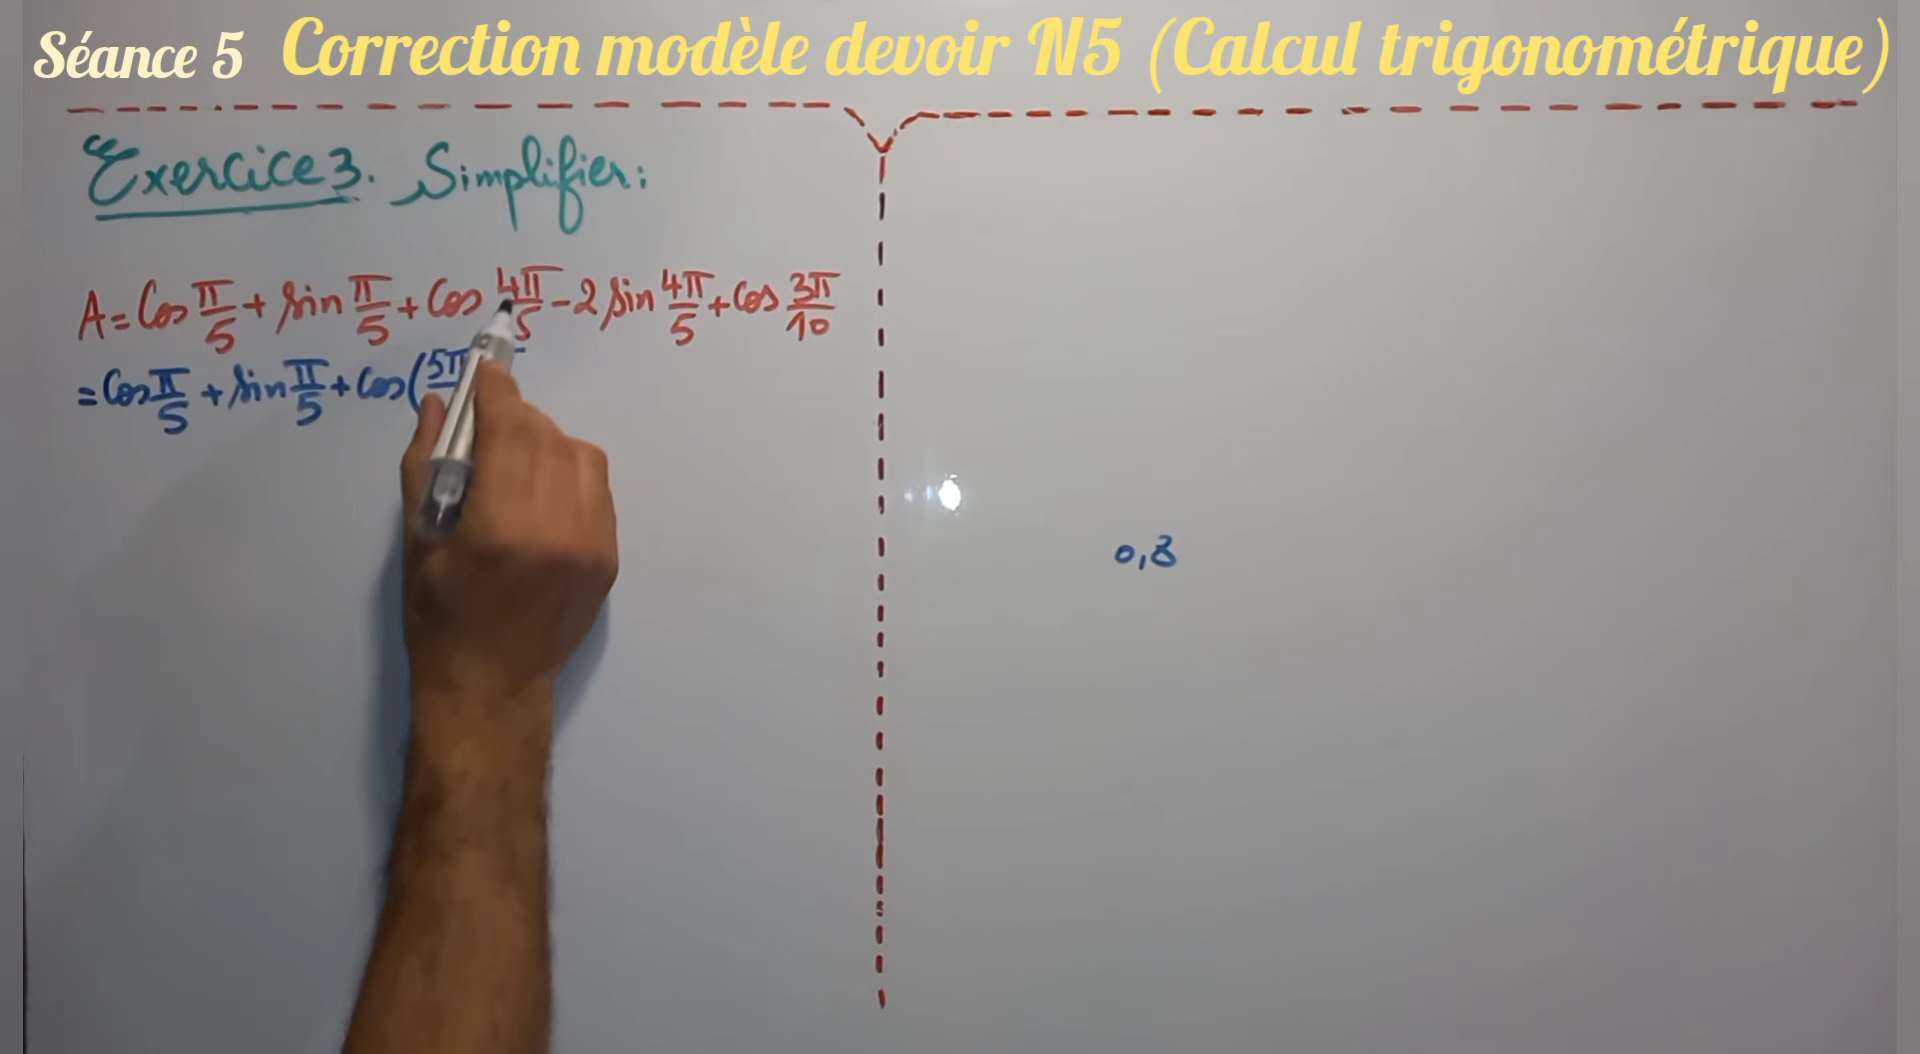 Séance 5 Correction modèle devoir N5 (Calcul trigonométrique)
Exercice 3. Simplifier:
A = Cos π/5 + sin π/5 + Cos 4π/5 - 2 sin 4π/5 + Cos 3π/10
= Cos π/5 + sin π/5 + Cos( 5π
0,8